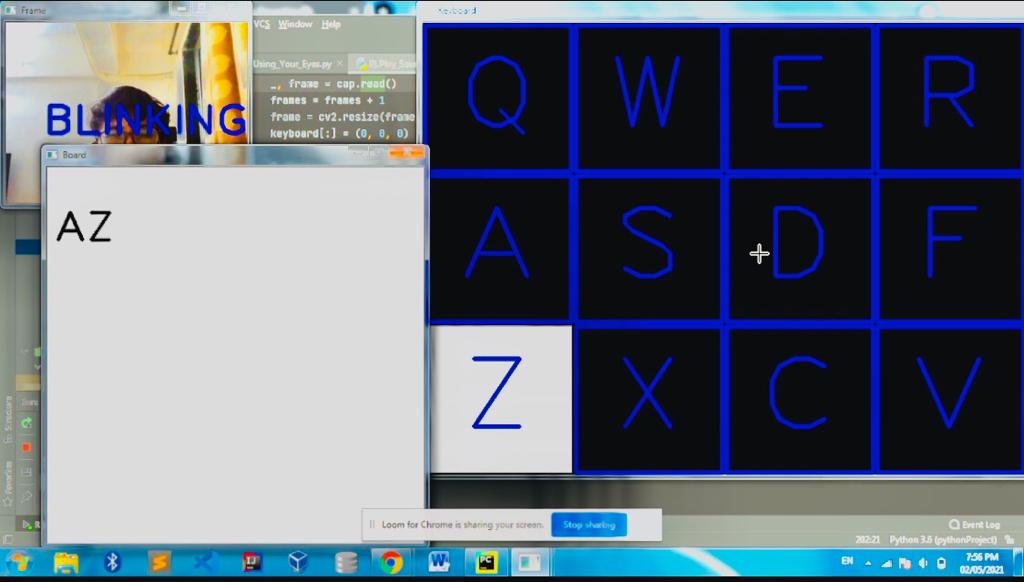 Frame
VCS Window Help
Keyboard
Using_Your_Eyes.py
_, frame = cap.read()
frames = frames + 1
frame = cv2.resize(frame
keyboard[:] = (0, 0, 0)
BLINKING
Board
AZ
Q W E R
A S D F
Z X C V
Favorites
Loom for Chrome is sharing your screen. Stop sharing
Event Log
202:21 Python 3.6 (pythonProject)
EN
7:56 PM
02/05/2021